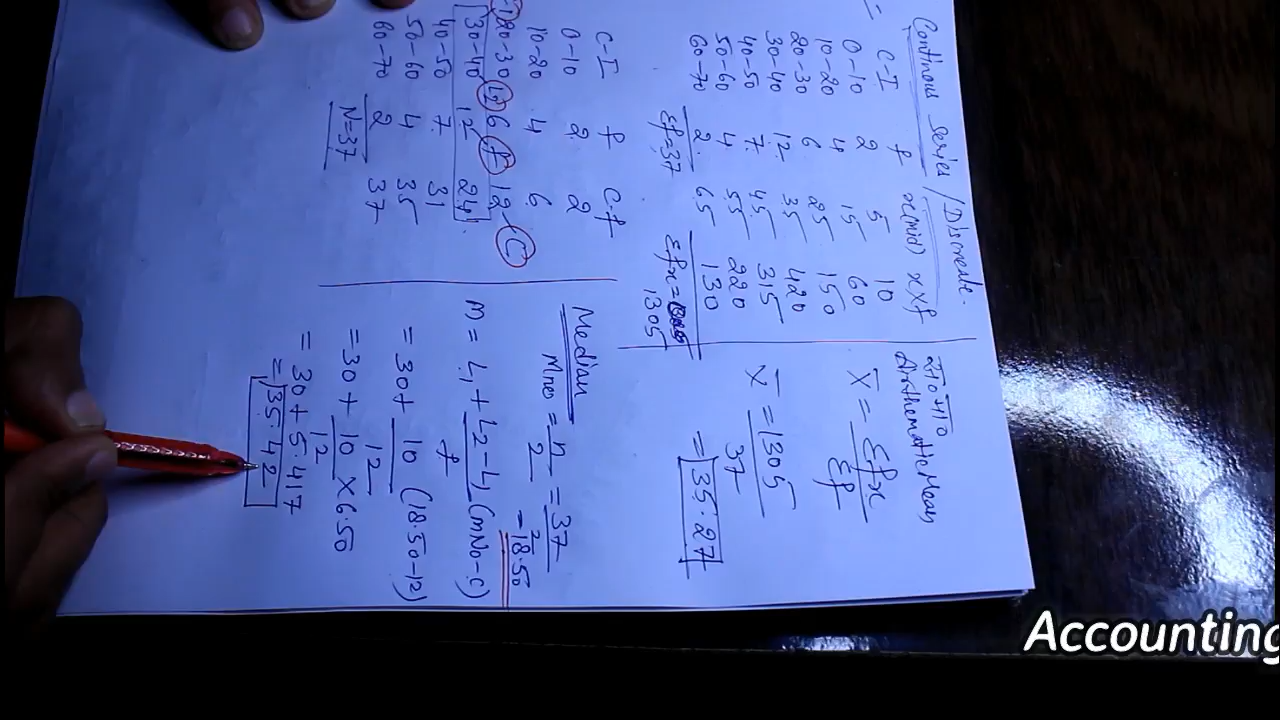 Continous series / Discreate.
C-I f x(mid) x×f
0-10 2 5 10
10-20 4 15 60
20-30 6 25 150
30-40 12 35 420
40-50 7 45 315
50-60 4 55 220
60-70 2 65 130
Σf=37 Σfx=
1305
Arthematic Mean
X̄ = Σfx
Σf
X̄ = 1305
37
= 35.27
C-I f C.f
0-10 2 2
10-20 4 6
20-30 L2 6 f 12 C
30-40 12 24
40-50 7 31
50-60 4 35
60-70 2 37
N=37
Median
Mno = n = 37
2 2
= 18.50
M = L1 + L2-L1 (mNo-C)
f
= 30 + 10 (18.50-12)
12
= 30 + 10 × 6.50
12
= 30 + 5.417
= 35.42
Accounting